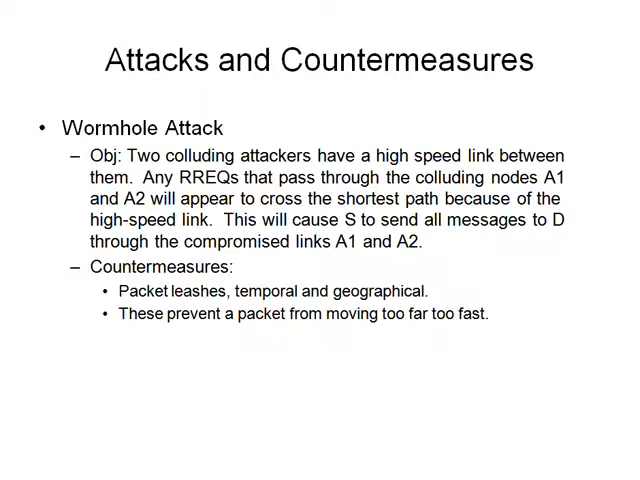 Attacks and Countermeasures
• Wormhole Attack
– Obj: Two colluding attackers have a high speed link between
them. Any RREQs that pass through the colluding nodes A1
and A2 will appear to cross the shortest path because of the
high-speed link. This will cause S to send all messages to D
through the compromised links A1 and A2.
– Countermeasures:
• Packet leashes, temporal and geographical.
• These prevent a packet from moving too far too fast.